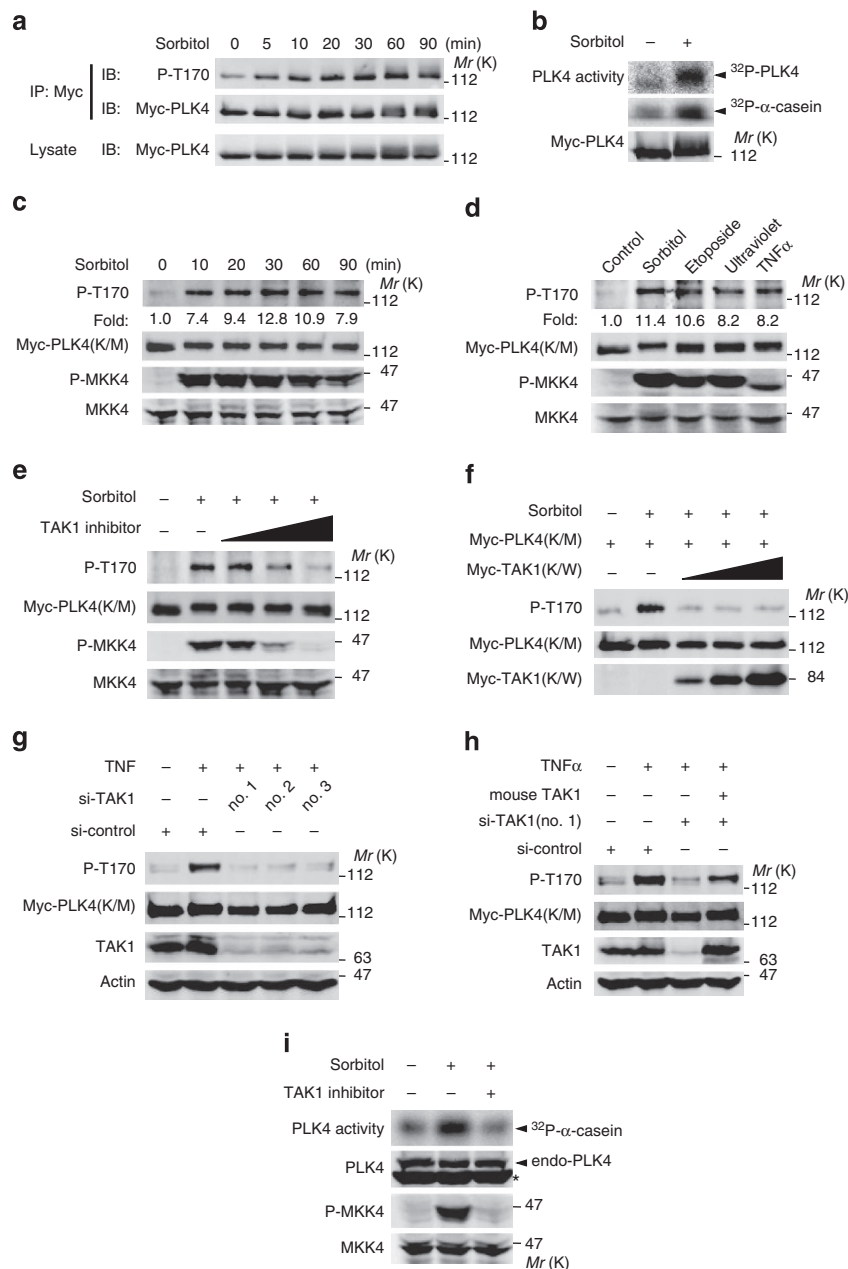 a
Sorbitol 0 5 10 20 30 60 90 (min)
Mr (K)
IP: Myc IB: P-T170 112
IB: Myc-PLK4 112
Lysate IB: Myc-PLK4 112
b
Sorbitol – +
PLK4 activity ◄ ³²P-PLK4
◄ ³²P-α-casein
Myc-PLK4 Mr (K)
112
c
Sorbitol 0 10 20 30 60 90 (min)
Mr (K)
P-T170 112
Fold: 1.0 7.4 9.4 12.8 10.9 7.9
Myc-PLK4(K/M) 112
P-MKK4 47
MKK4 47
d
Control Sorbitol Etoposide Ultraviolet TNFα
Mr (K)
P-T170 112
Fold: 1.0 11.4 10.6 8.2 8.2
Myc-PLK4(K/M) 112
P-MKK4 47
MKK4 47
e
Sorbitol – + + + +
TAK1 inhibitor – –
Mr (K)
P-T170 112
Myc-PLK4(K/M) 112
P-MKK4 47
MKK4 47
f
Sorbitol – + + + +
Myc-PLK4(K/M) + + + + +
Myc-TAK1(K/W) – –
Mr (K)
P-T170 112
Myc-PLK4(K/M) 112
Myc-TAK1(K/W) 84
g
TNF – + + + +
si-TAK1 – – no. 1 no. 2 no. 3
si-control + + – – –
Mr (K)
P-T170 112
Myc-PLK4(K/M) 112
TAK1 63
Actin 47
h
TNFα – + + +
mouse TAK1 – – – +
si-TAK1(no. 1) – – + +
si-control + + – –
P-T170 Mr (K)
112
Myc-PLK4(K/M) 112
TAK1 63
Actin 47
i
Sorbitol – + +
TAK1 inhibitor – – +
PLK4 activity ◄ ³²P-α-casein
PLK4 ◄ endo-PLK4
*
P-MKK4 47
MKK4 47
Mr (K)